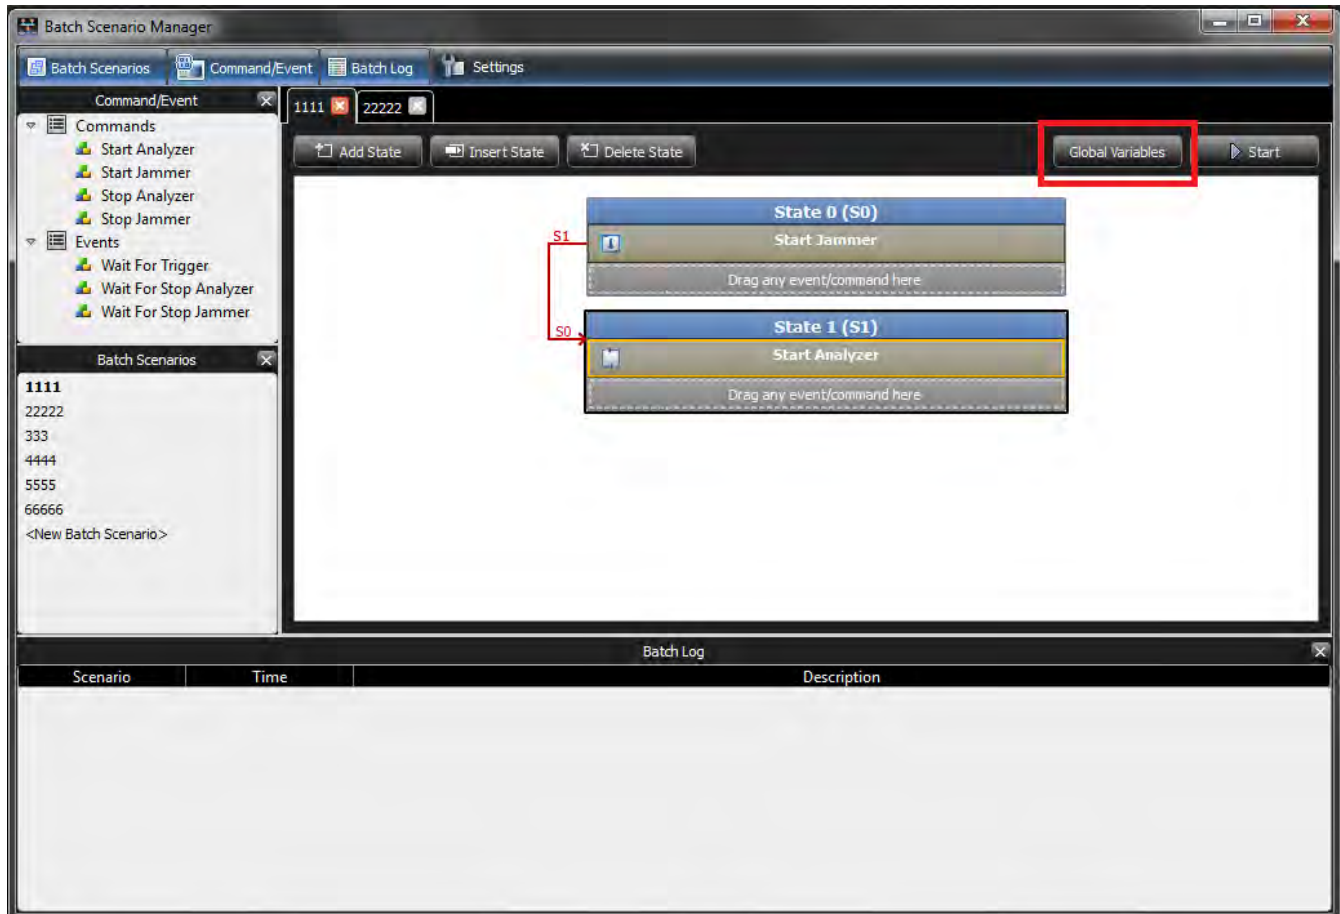 Batch Scenario Manager
Batch Scenarios Command/Event Batch Log Settings
Command/Event
Commands
Start Analyzer
Start Jammer
Stop Analyzer
Stop Jammer
Events
Wait For Trigger
Wait For Stop Analyzer
Wait For Stop Jammer
Batch Scenarios
1111
22222
333
4444
5555
66666
<New Batch Scenario>
1111 22222
Add State Insert State Delete State Global Variables Start
State 0 (S0)
S1
Start Jammer
Drag any event/command here
State 1 (S1)
S0
Start Analyzer
Drag any event/command here
Batch Log
Scenario Time Description